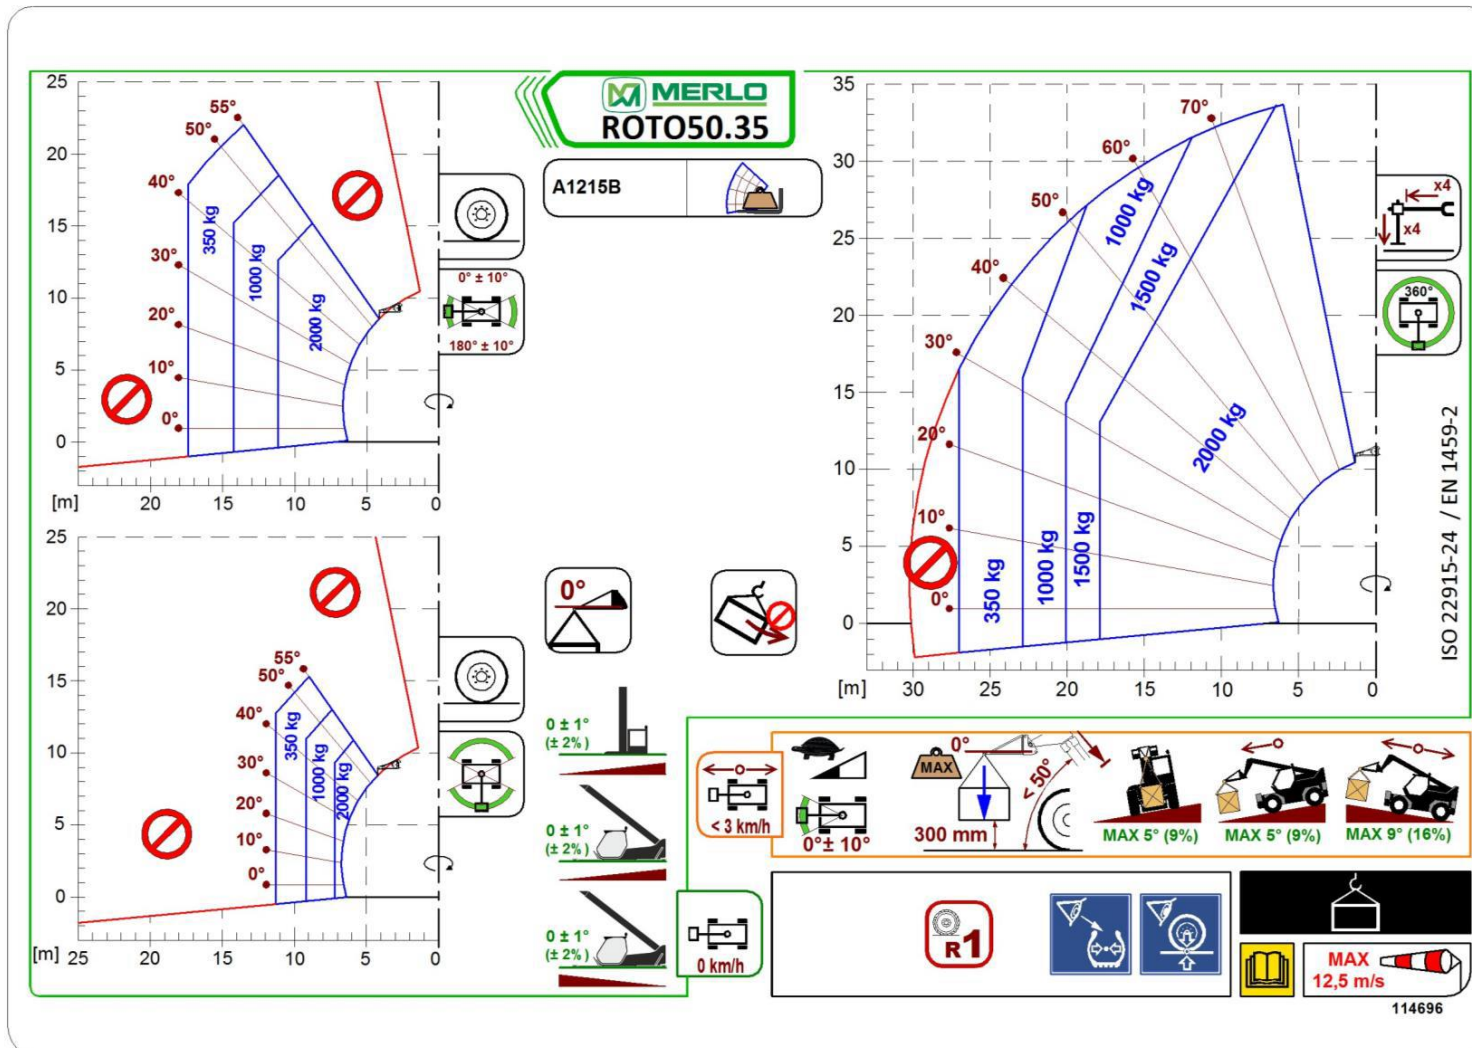 MERLO
ROTO50.35
A1215B
25
20
15
10
5
0
[m]
20
15
10
5
0
55°
50°
40°
30°
20°
10°
0°
350 kg
1000 kg
2000 kg
0° ± 10°
180° ± 10°
25
20
15
10
5
0
[m]
25
20
15
10
5
0
55°
50°
40°
30°
20°
10°
0°
350 kg
1000 kg
2000 kg
35
30
25
20
15
10
5
0
[m]
30
25
20
15
10
5
0
70°
60°
50°
40°
30°
20°
10°
0°
1000 kg
1500 kg
2000 kg
350 kg
1000 kg
1500 kg
x4
x4
360°
ISO 22915-24 / EN 1459-2
0°
0 ± 1°
(± 2%)
0 ± 1°
(± 2%)
0 ± 1°
(± 2%)
< 3 km/h
0°± 10°
MAX
0°
< 50°
300 mm
MAX 5° (9%)
MAX 5° (9%)
MAX 9° (16%)
0 km/h
R1
MAX
12,5 m/s
114696